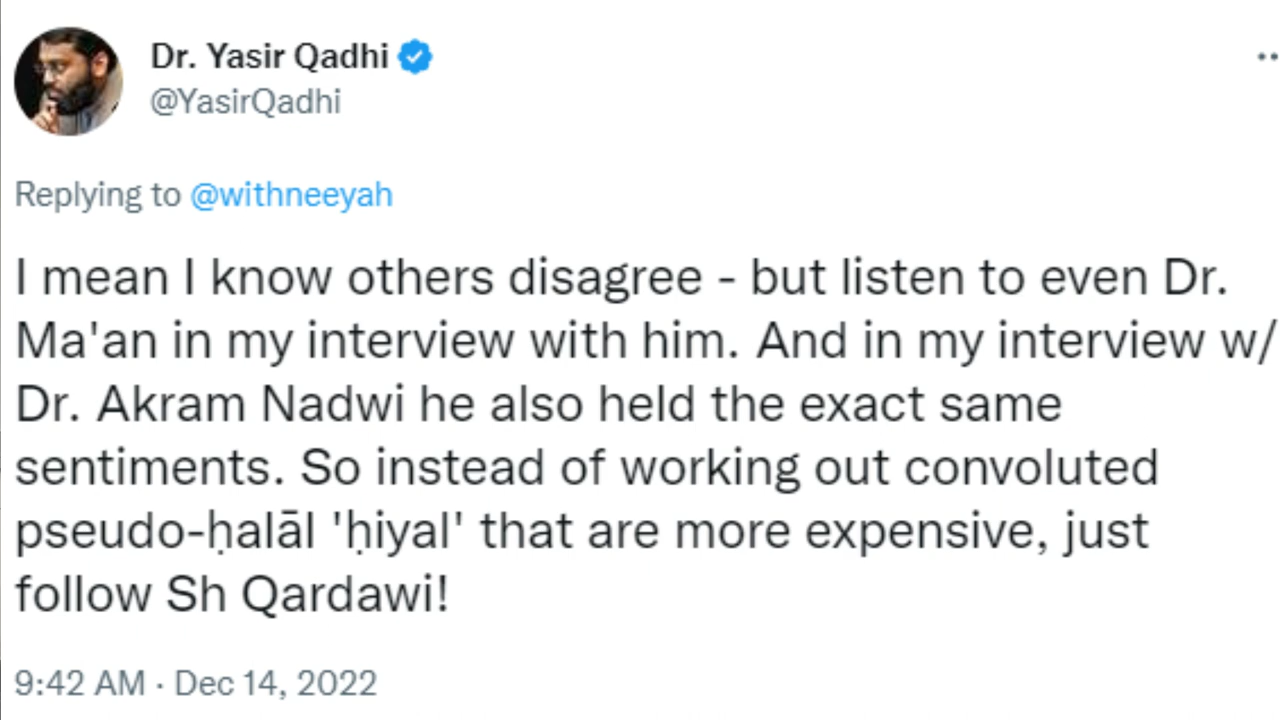 Dr. Yasir Qadhi
@YasirQadhi
Replying to @withneeyah
I mean I know others disagree - but listen to even Dr.
Ma'an in my interview with him. And in my interview w/
Dr. Akram Nadwi he also held the exact same
sentiments. So instead of working out convoluted
pseudo-ḥalāl 'ḥiyal' that are more expensive, just
follow Sh Qardawi!
9:42 AM · Dec 14, 2022